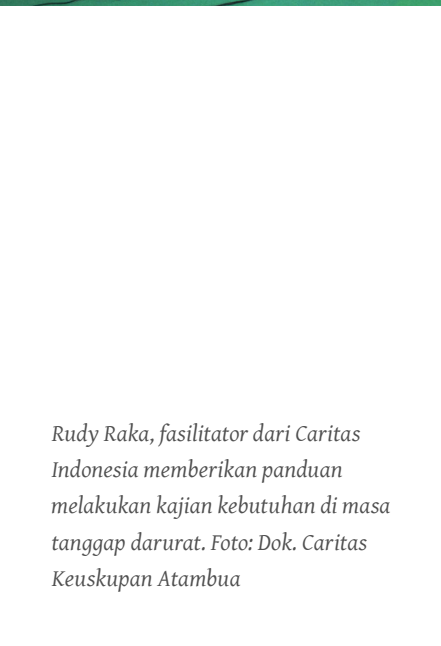 Rudy Raka, fasilitator dari Caritas
Indonesia memberikan panduan
melakukan kajian kebutuhan di masa
tanggap darurat. Foto: Dok. Caritas
Keuskupan Atambua